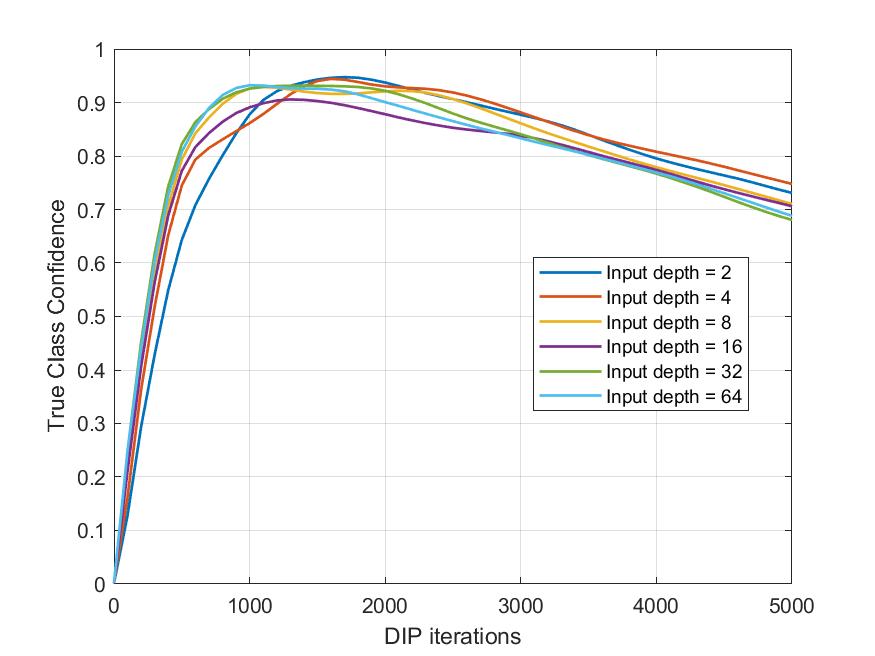 1
0.9
0.8
0.7
0.6
0.5
0.4
0.3
0.2
0.1
0
True Class Confidence
Input depth = 2
Input depth = 4
Input depth = 8
Input depth = 16
Input depth = 32
Input depth = 64
0 1000 2000 3000 4000 5000
DIP iterations